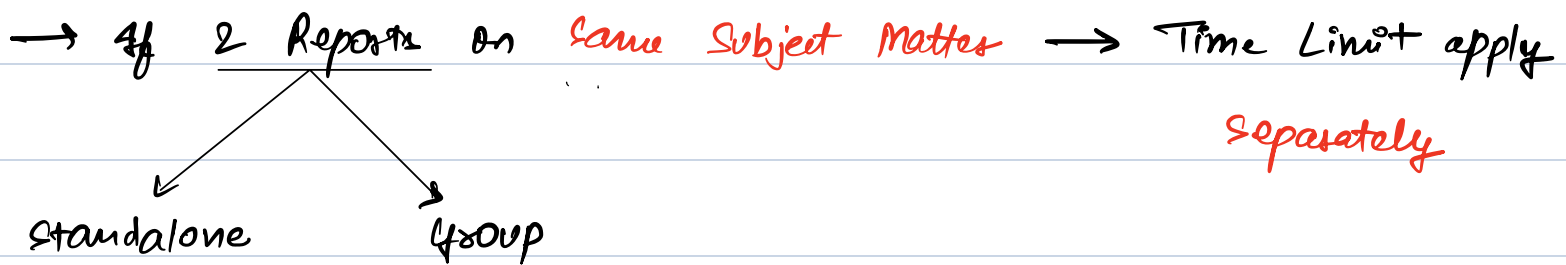 → If 2 Reports on Same Subject Matter → Time Limit apply
Separately
Standalone Group